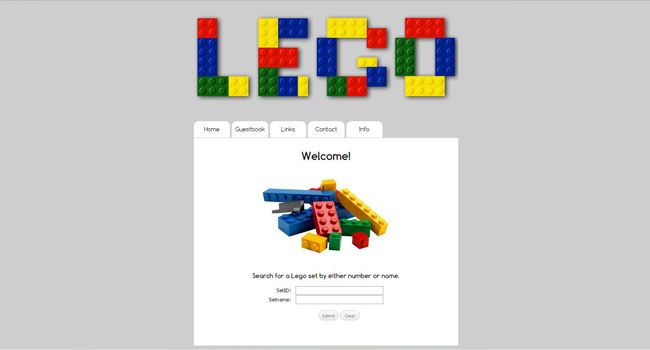 LEGO
Home Guestbook Links Contact Info
Welcome!
Search for a Lego set by either number or name.
SetID:
Setname:
Submit Clear